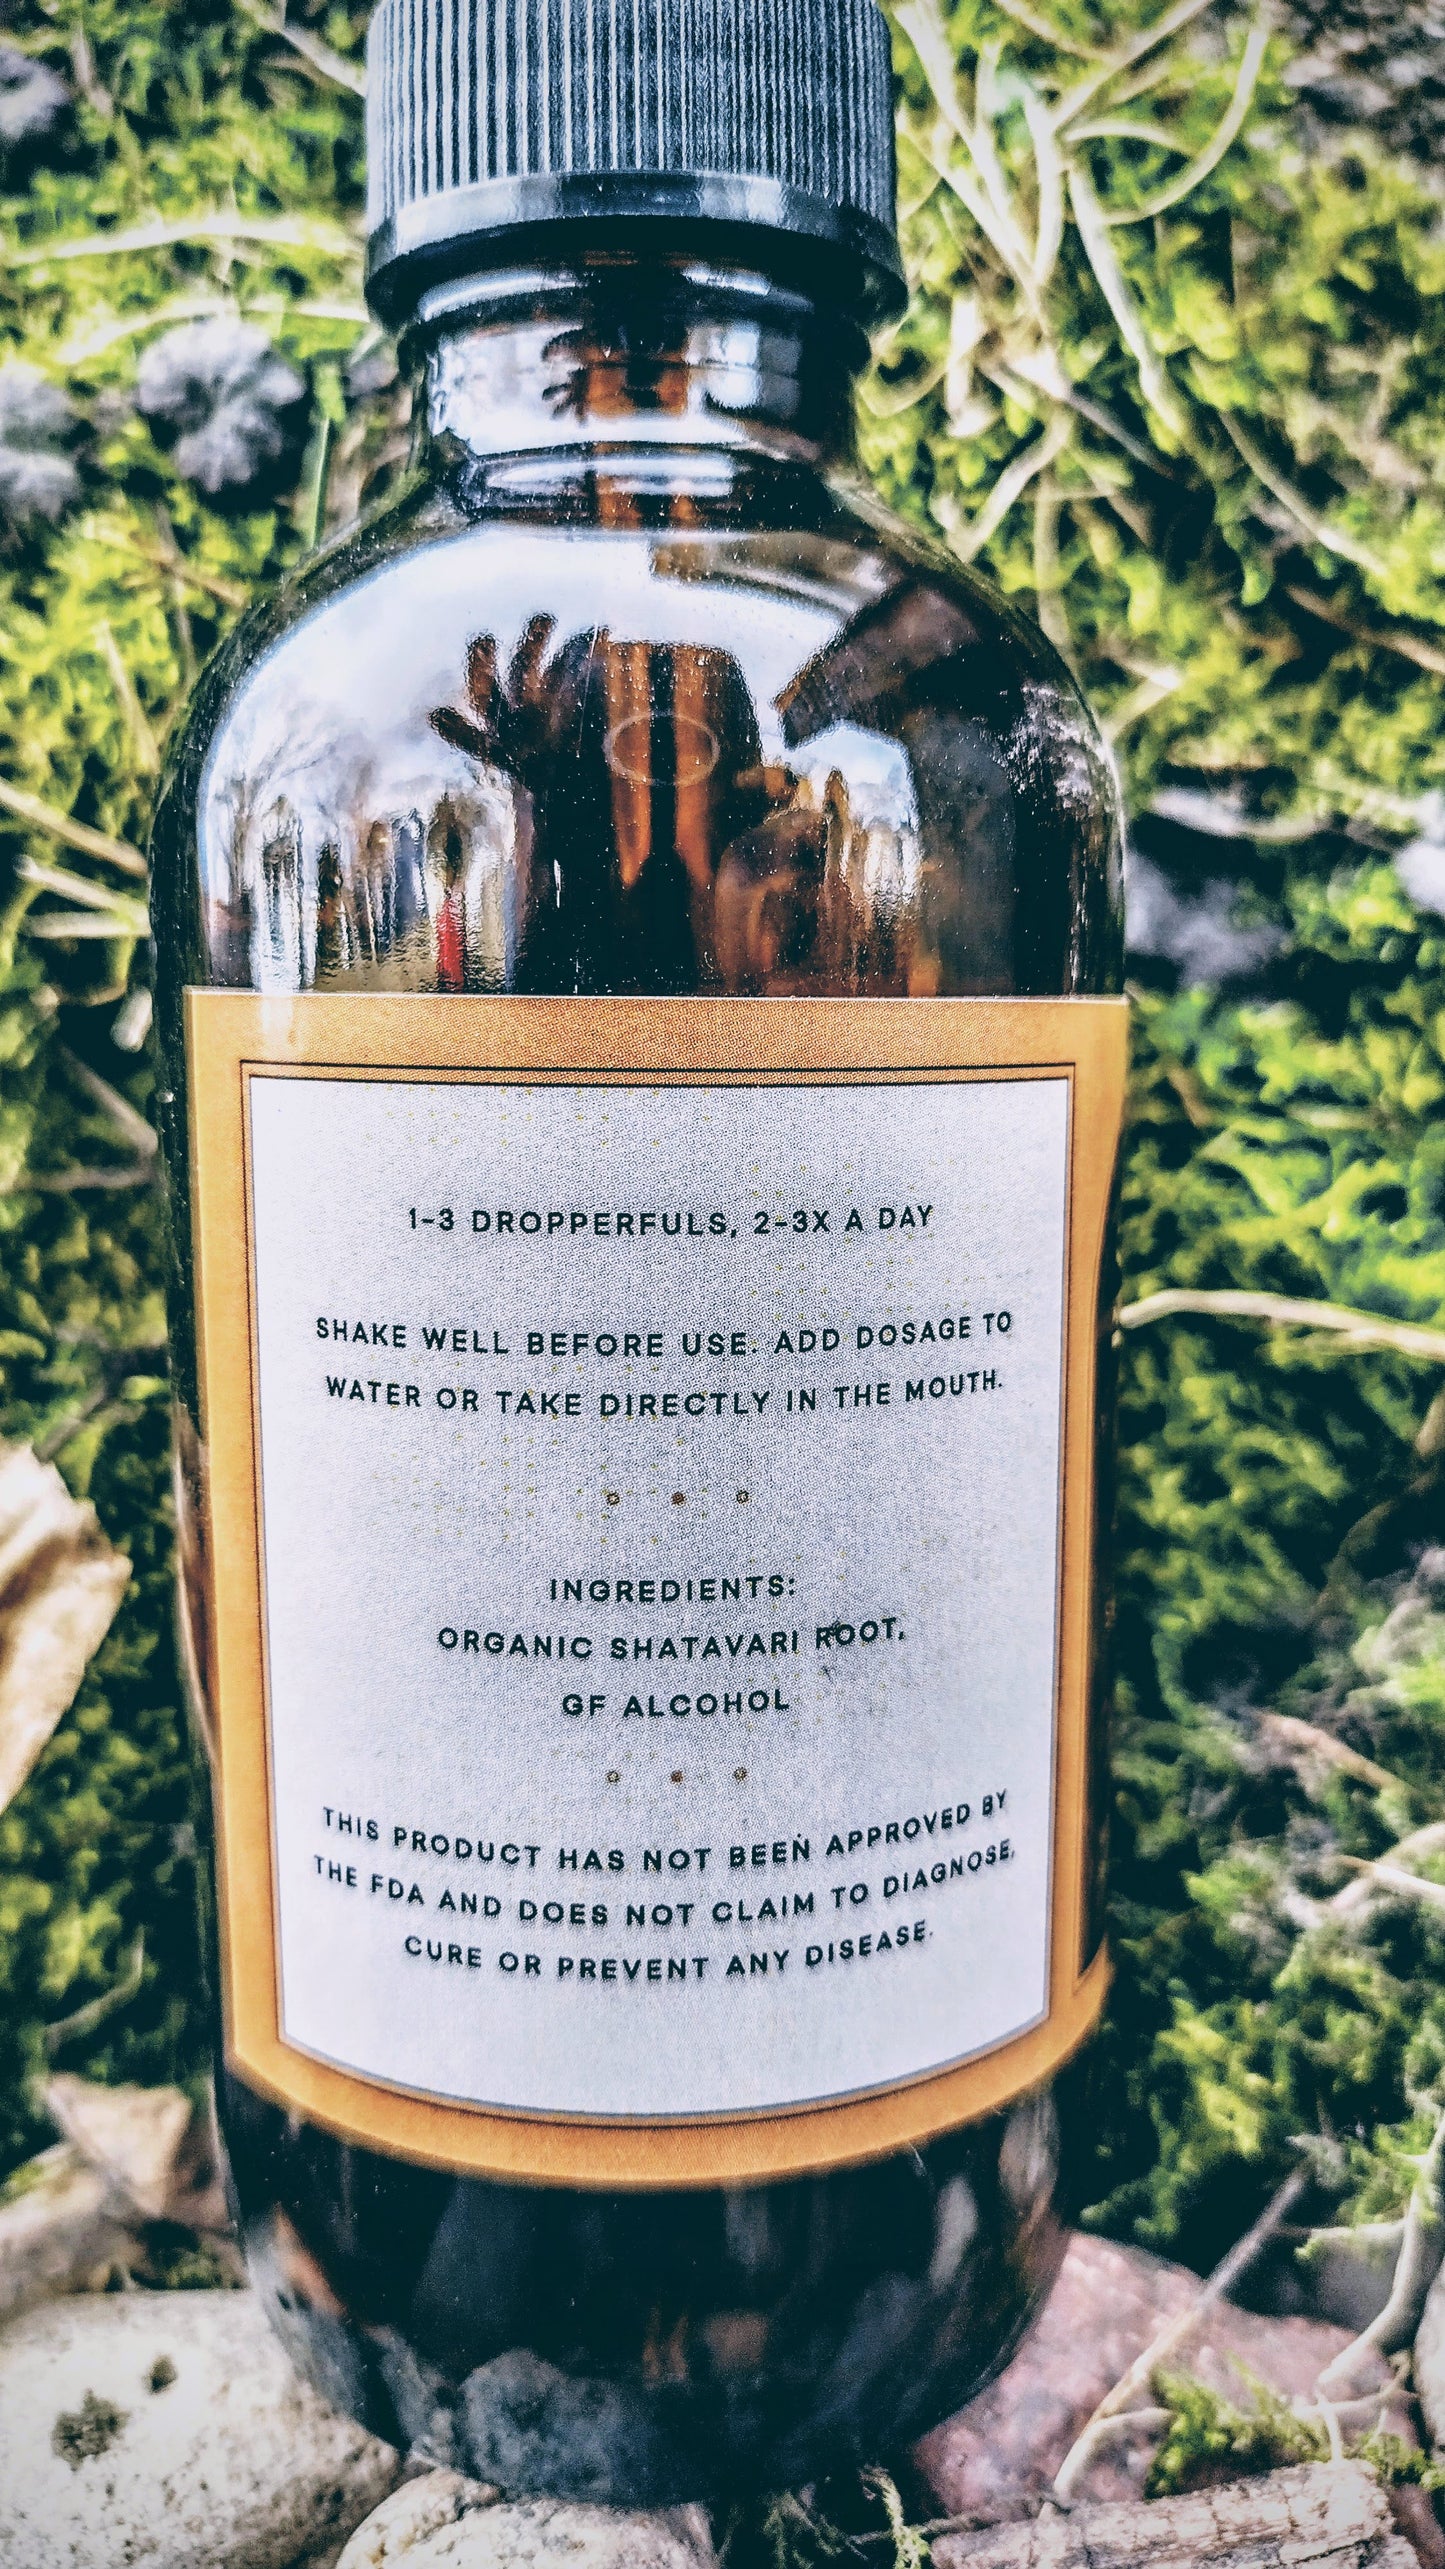 1-3 DROPPERFULS, 2-3X A DAY
SHAKE WELL BEFORE USE. ADD DOSAGE TO
WATER OR TAKE DIRECTLY IN THE MOUTH.
INGREDIENTS:
ORGANIC SHATAVARI ROOT,
GF ALCOHOL
THIS PRODUCT HAS NOT BEEN APPROVED BY
THE FDA AND DOES NOT CLAIM TO DIAGNOSE,
CURE OR PREVENT ANY DISEASE.